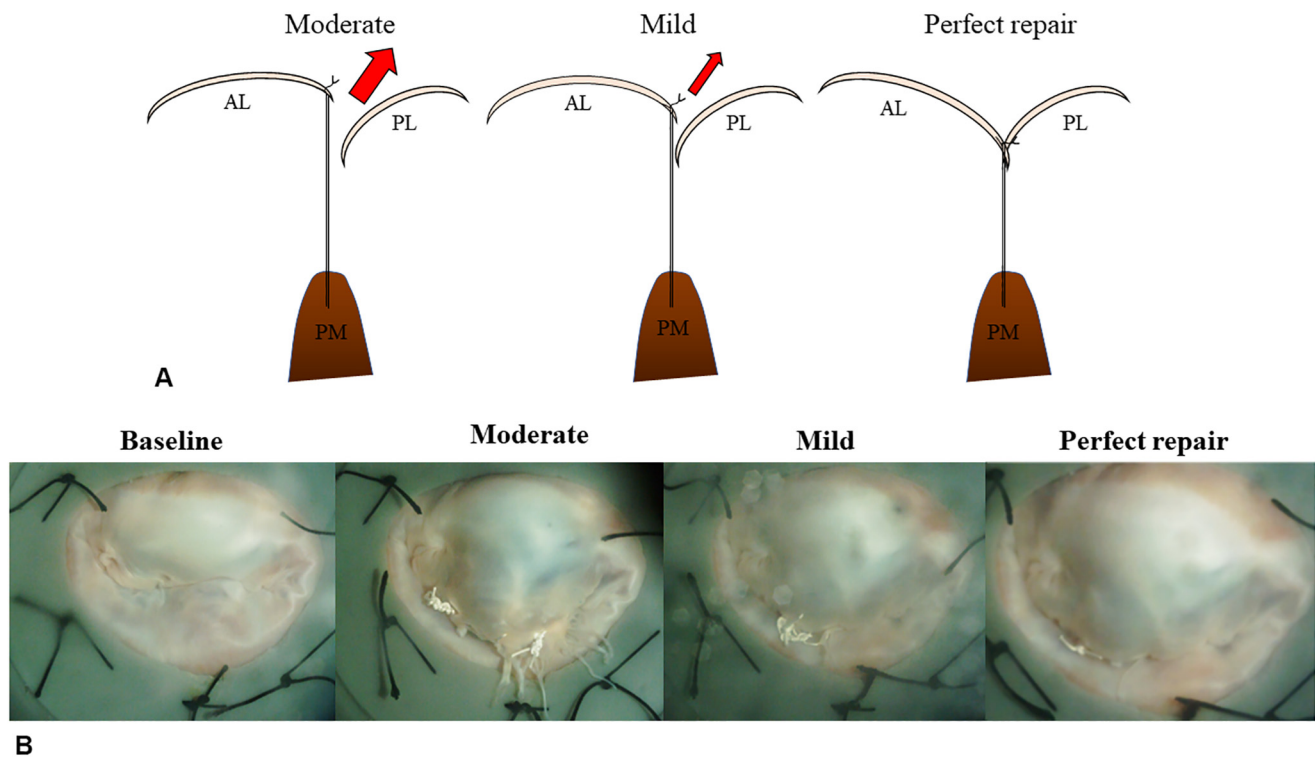 Moderate Mild Perfect repair
AL PL AL PL AL PL
PM PM PM
A
Baseline Moderate Mild Perfect repair
B